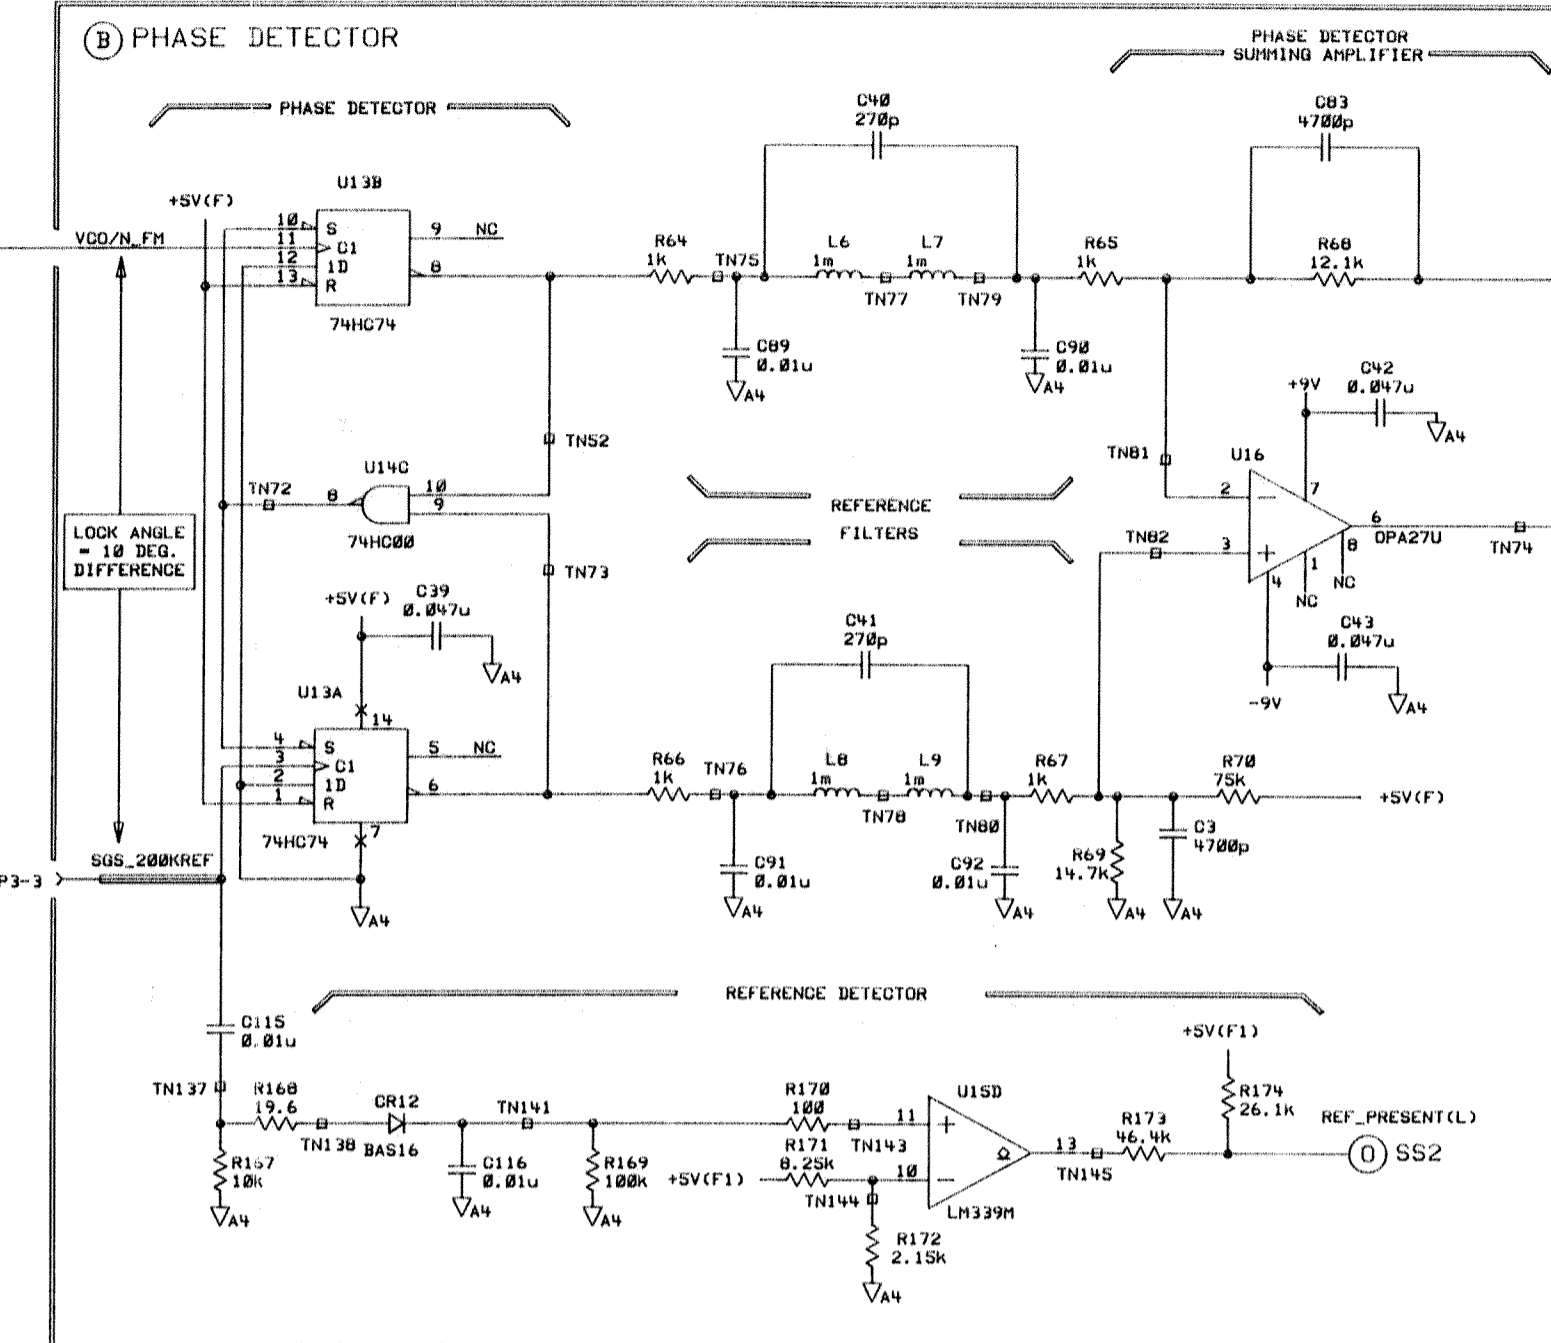 B PHASE DETECTOR
PHASE DETECTOR
SUMMING AMPLIFIER
PHASE DETECTOR
C40
270p
C83
4700p
U13B
+5V(F)
VCO/N_FM
10
11
12
13
S
C1
1D
R
9
NC
8
74HC74
R64
1k
TN75
L6
1m
L7
1m
TN77
TN79
R65
1k
R68
12.1k
C89
0.01u
A4
C90
0.01u
A4
C42
0.047u
+9V
A4
TN52
TN81
U16
U14C
TN72
8
10
9
74HC00
REFERENCE
FILTERS
2
7
6
OPA27U
TN74
TN82
3
8
1
4
NC
NC
LOCK ANGLE
= 10 DEG.
DIFFERENCE
TN73
+5V(F)
C39
0.047u
A4
C41
270p
C43
0.047u
A4
-9V
U13A
14
4
3
2
1
S
C1
1D
R
5
NC
6
74HC74
7
R66
1k
TN76
L8
1m
L9
1m
TN78
TN80
R67
1k
R70
75k
+5V(F)
C3
4700p
R69
14.7k
C91
0.01u
A4
C92
0.01u
A4
A4
A4
SGS_200KREF
P3-3
A4
REFERENCE DETECTOR
C115
0.01u
+5V(F1)
TN137
R168
19.6
TN138
CR12
BAS16
TN141
R170
100
TN143
11
U15D
R174
26.1k
REF_PRESENT(L)
R173
46.4k
13
TN145
O SS2
R167
10k
A4
C116
0.01u
A4
R169
100k
A4
+5V(F1)
R171
8.25k
TN144
10
LM339M
R172
2.15k
A4